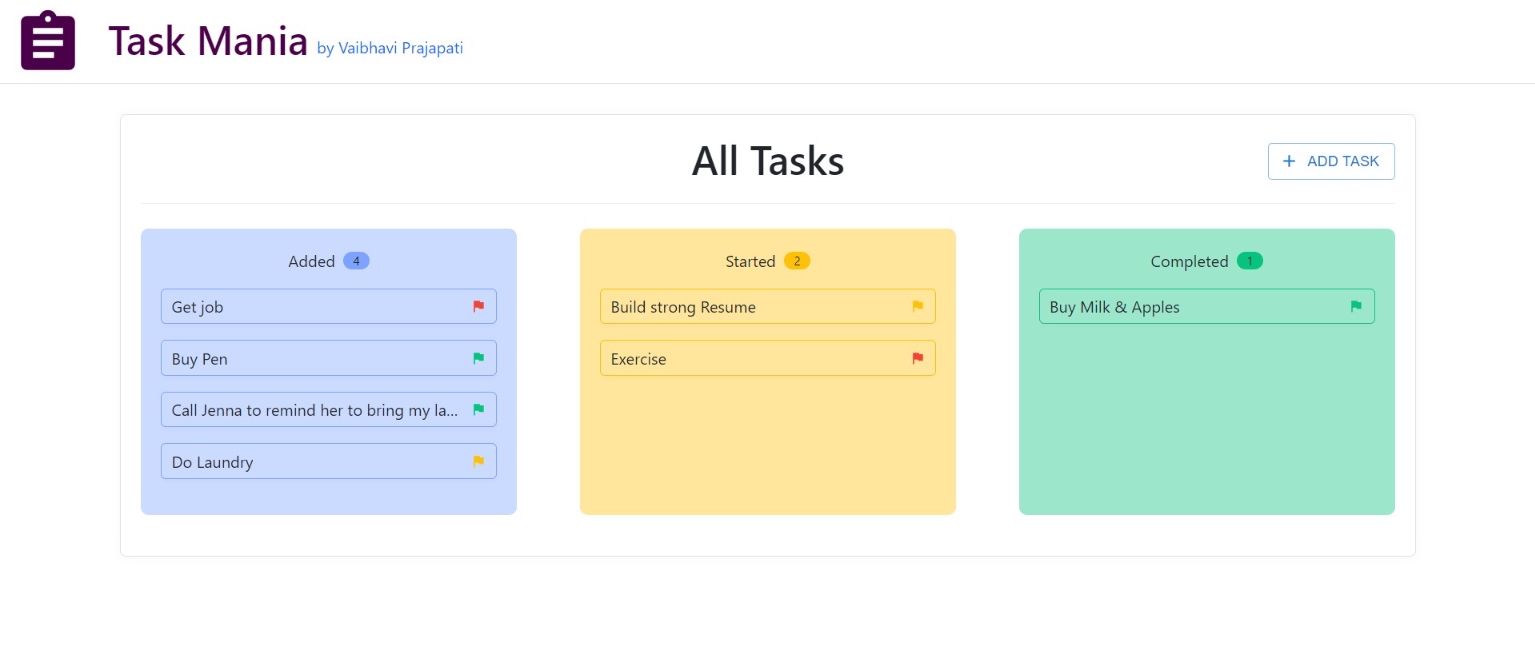 Task Mania by Vaibhavi Prajapati
All Tasks
+ ADD TASK
Added 4
Get job
Buy Pen
Call Jenna to remind her to bring my la...
Do Laundry
Started 2
Build strong Resume
Exercise
Completed 1
Buy Milk & Apples